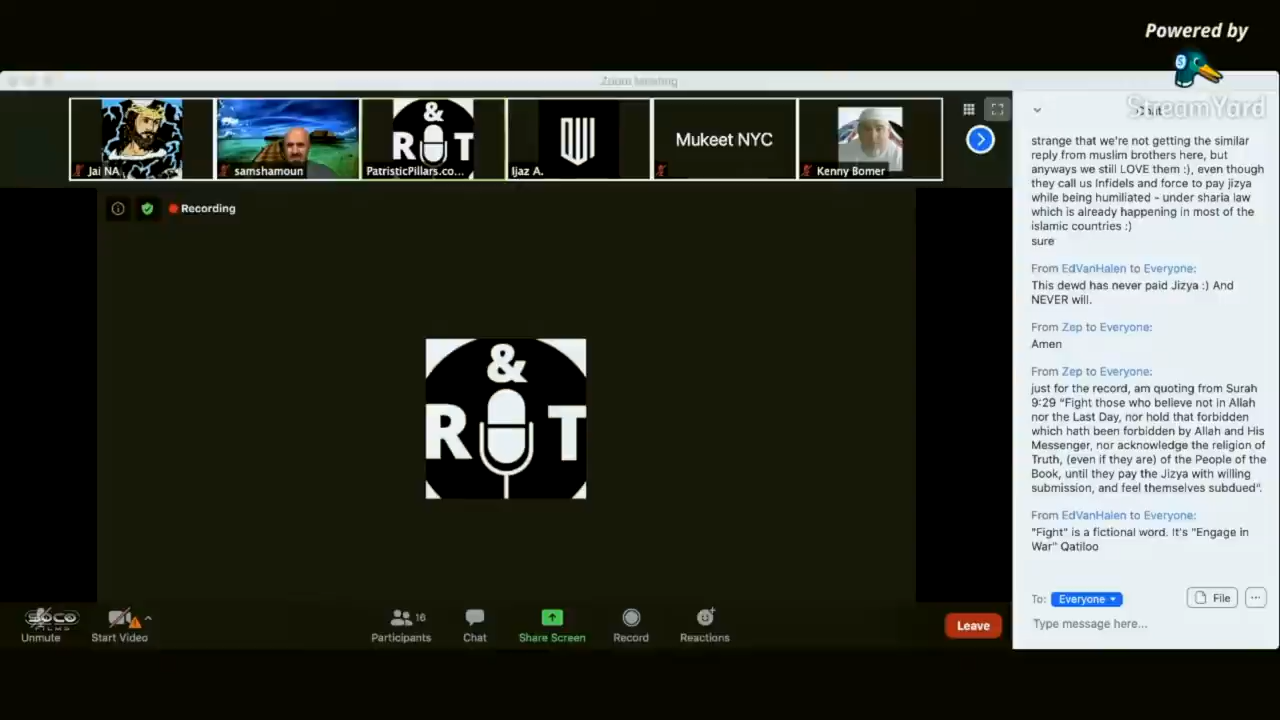 Powered by
StreamYard
Zoom Meeting
&
R T
Jai NA
samshamoun
PatristicPillars.co...
Ijaz A.
Mukeet NYC
Kenny Bomer
Recording
&
R T
strange that we're not getting the similar
reply from muslim brothers here, but
anyways we still LOVE them :), even though
they call us Infidels and force to pay jizya
while being humiliated - under sharia law
which is already happening in most of the
islamic countries :)
sure
From EdVanHalen to Everyone:
This dewd has never paid Jizya :) And
NEVER will.
From Zep to Everyone:
Amen
From Zep to Everyone:
just for the record, am quoting from Surah
9:29 "Fight those who believe not in Allah
nor the Last Day, nor hold that forbidden
which hath been forbidden by Allah and His
Messenger, nor acknowledge the religion of
Truth, (even if they are) of the People of the
Book, until they pay the Jizya with willing
submission, and feel themselves subdued".
From EdVanHalen to Everyone:
"Fight" is a fictional word. It's "Engage in
War" Qatiloo
To: Everyone
File
Type message here...
SOCO
FILMS
Unmute
Start Video
16
Participants
Chat
Share Screen
Record
Reactions
Leave